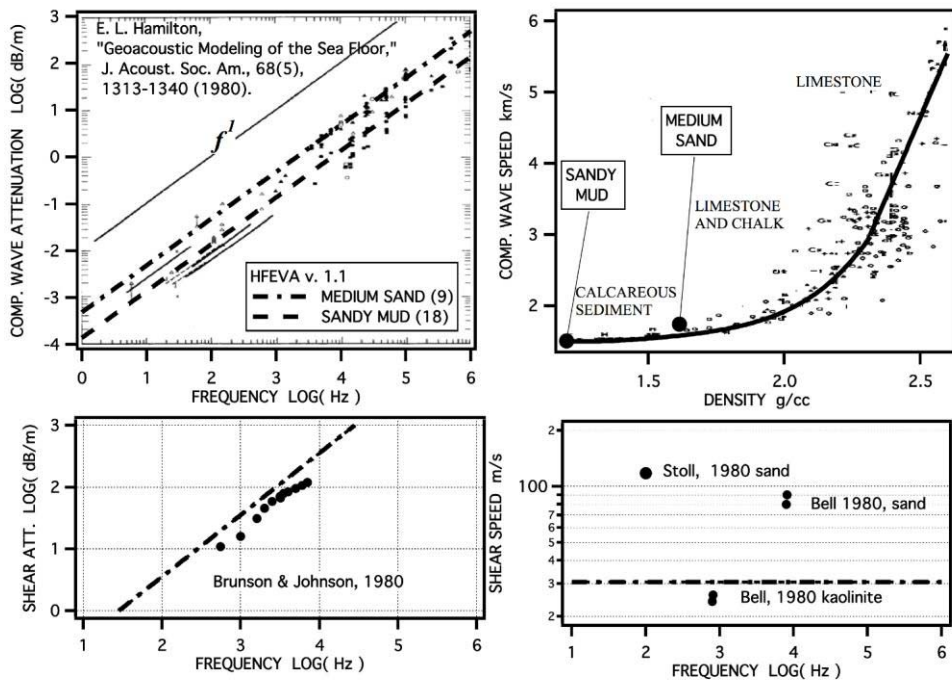 E. L. Hamilton,
"Geoacoustic Modeling of the Sea Floor,"
J. Acoust. Soc. Am., 68(5),
1313-1340 (1980).
f¹
HFEVA v. 1.1
MEDIUM SAND (9)
SANDY MUD (18)
COMP. WAVE ATTENUATION LOG( dB/m)
3
2
1
0
-1
-2
-3
-4
0 1 2 3 4 5 6
FREQUENCY LOG( Hz)
COMP. WAVE SPEED km/s
6
5
4
3
2
LIMESTONE
MEDIUM
SAND
SANDY
MUD
LIMESTONE
AND CHALK
CALCAREOUS
SEDIMENT
1.5 2.0 2.5
DENSITY g/cc
SHEAR ATT. LOG( dB/m)
3
2
1
0
Brunson & Johnson, 1980
1 2 3 4 5 6
FREQUENCY LOG( Hz)
SHEAR SPEED m/s
2
100
8
7
6
5
4
3
2
Stoll, 1980 sand
Bell 1980, sand
Bell, 1980 kaolinite
1 2 3 4 5 6
FREQUENCY LOG( Hz)